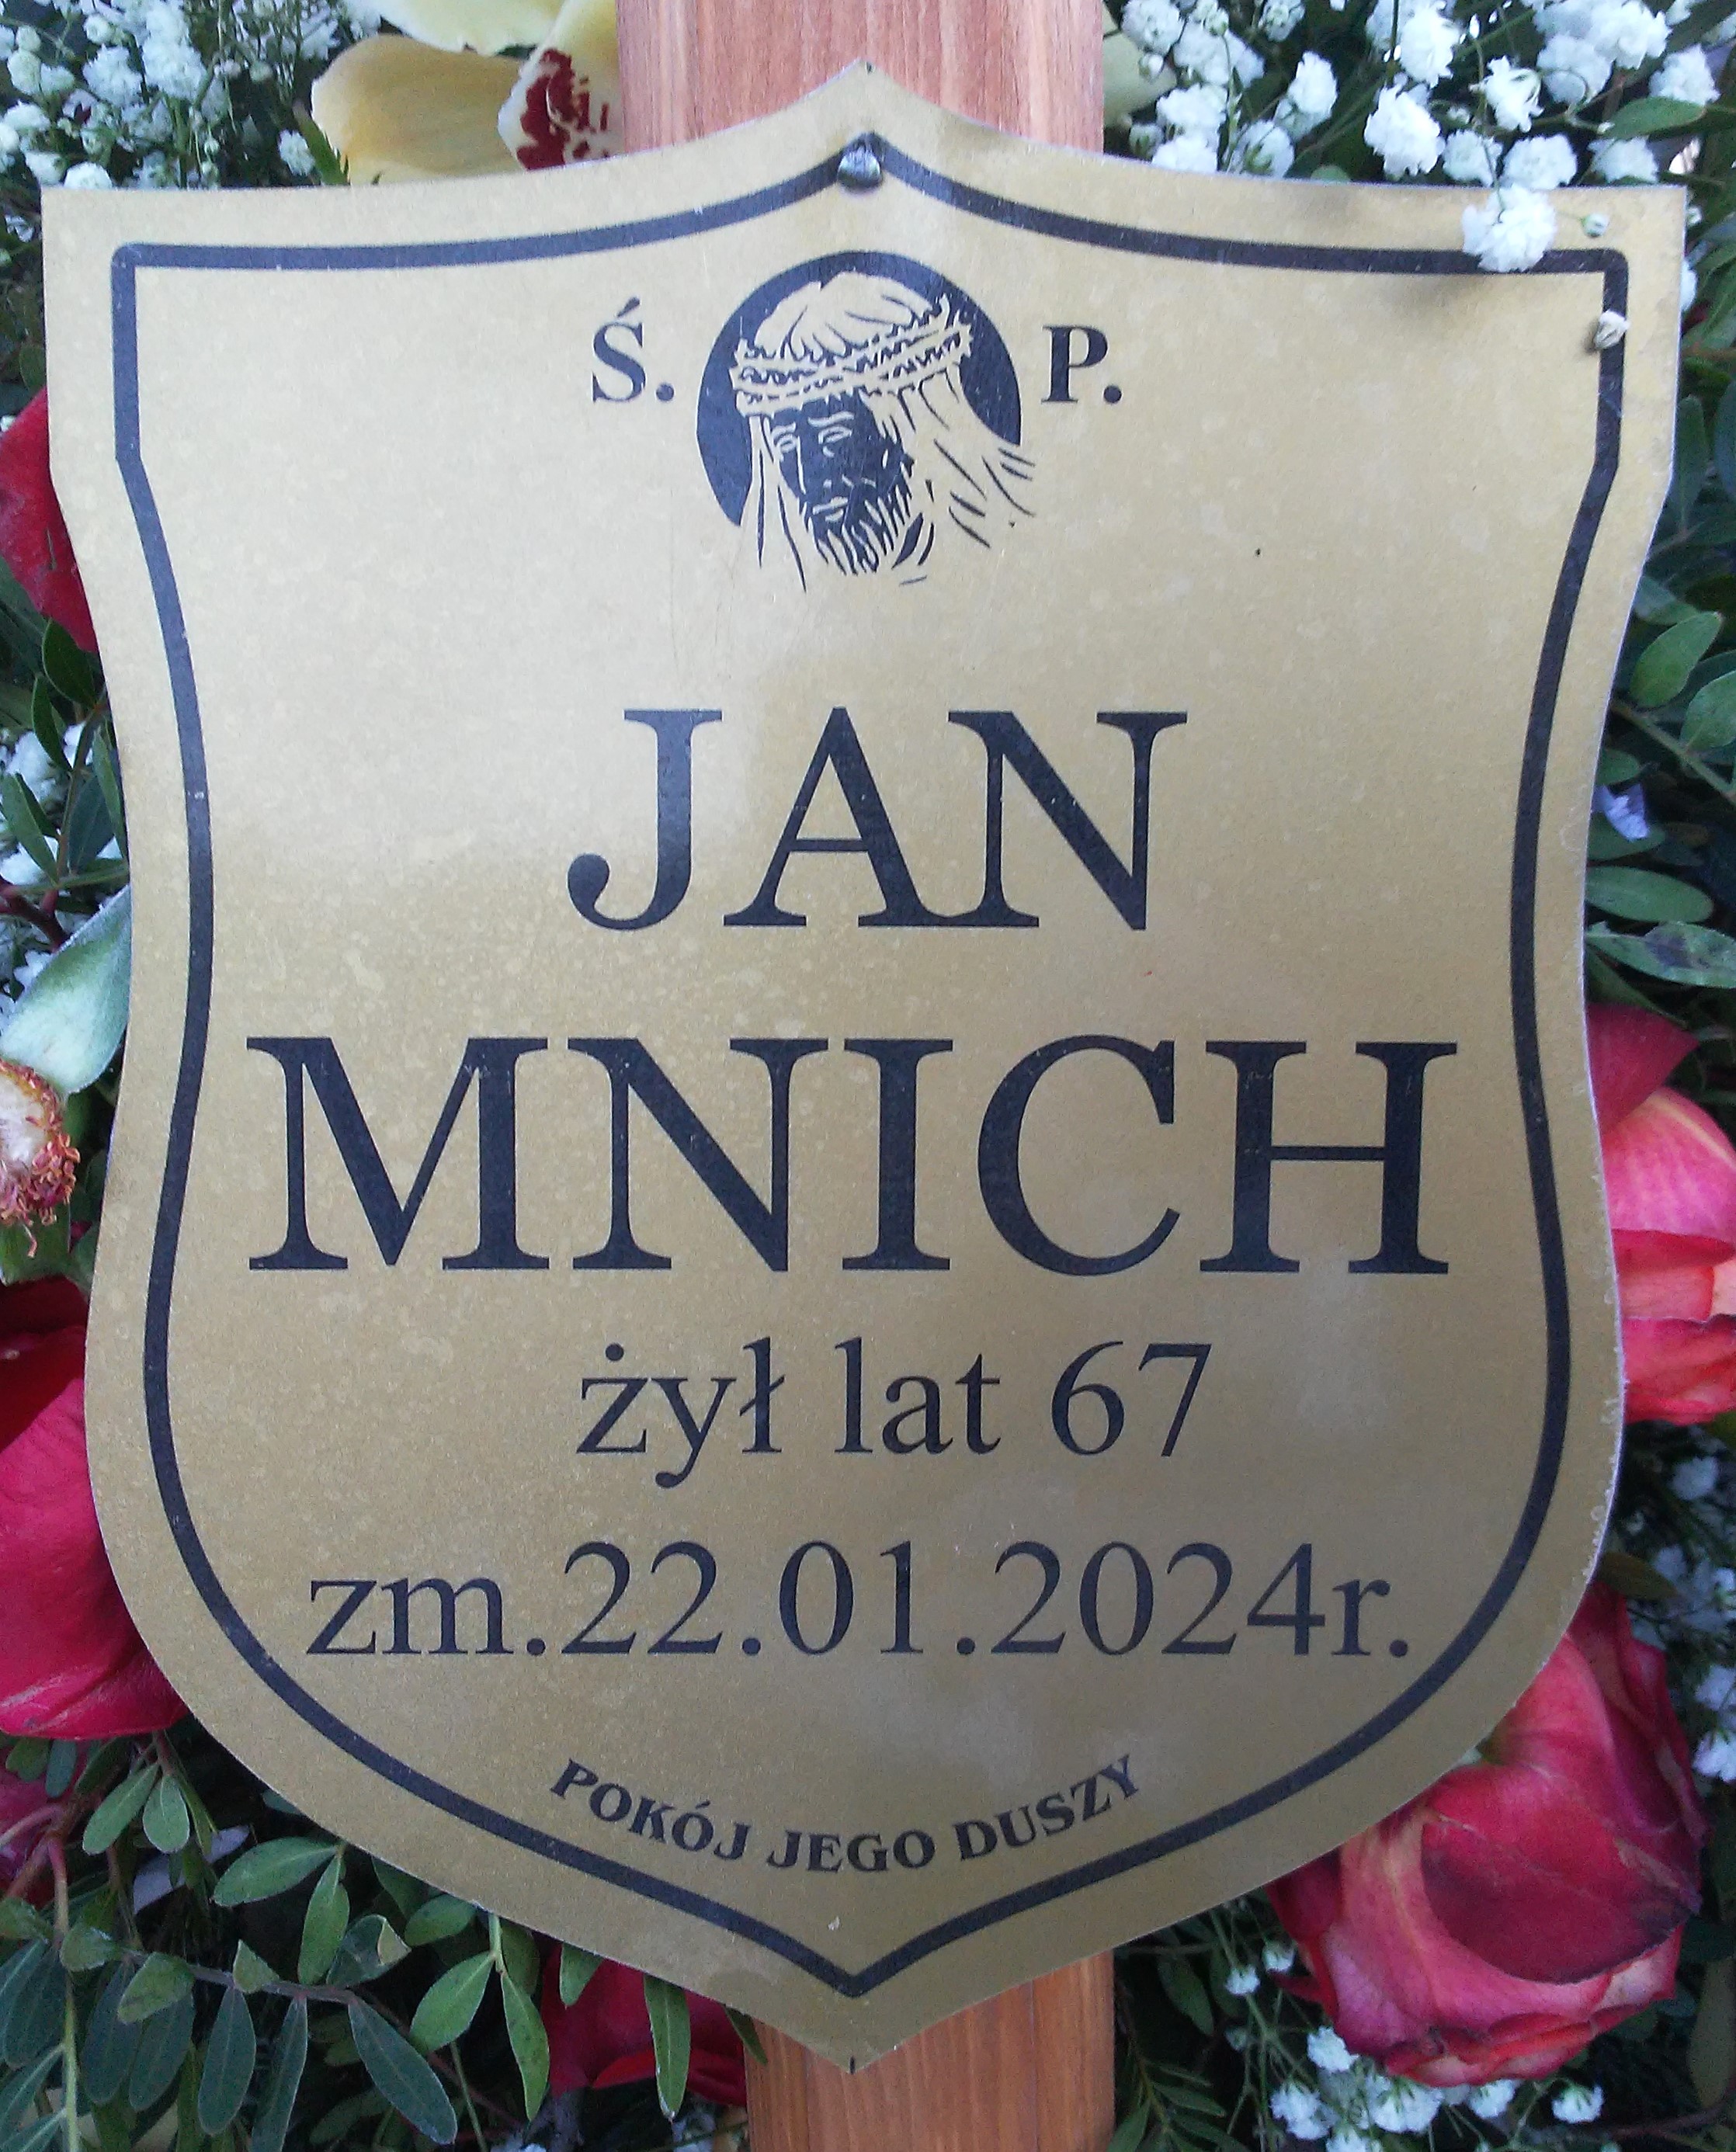 Ś. P.
JAN
MNICH
żył lat 67
zm.22.01.2024r.
POKÓJ JEGO DUSZY